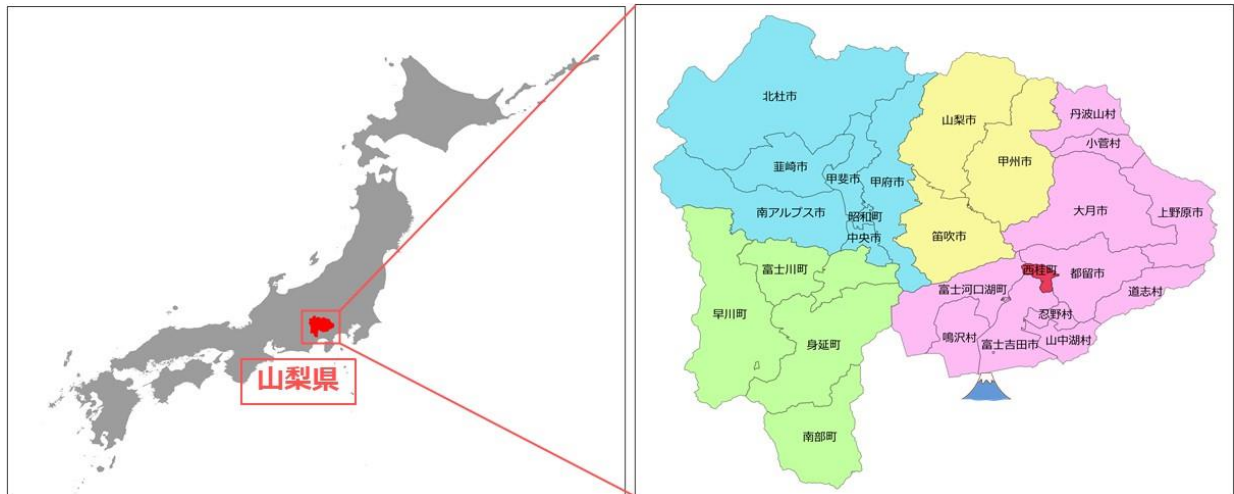 山梨県
北杜市
山梨市
丹波山村
小菅村
甲州市
韮崎市
甲斐市
甲府市
南アルプス市
昭和町
大月市
上野原市
中央市
笛吹市
富士川町
西桂町
都留市
富士河口湖町
道志村
早川町
忍野村
身延町
鳴沢村
富士吉田市
山中湖村
南部町